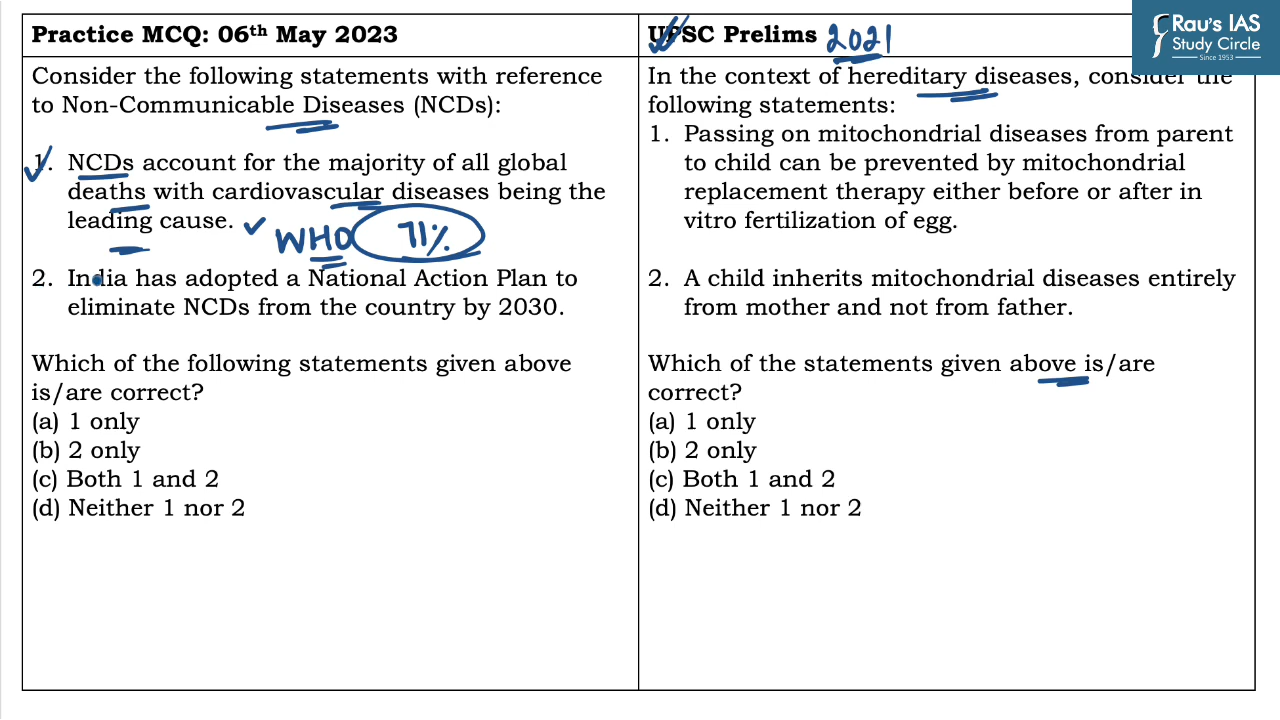 Practice MCQ: 06th May 2023
Consider the following statements with reference
to Non-Communicable Diseases (NCDs):
1. NCDs account for the majority of all global
deaths with cardiovascular diseases being the
leading cause.
WHO 71%
2. India has adopted a National Action Plan to
eliminate NCDs from the country by 2030.
Which of the following statements given above
is/are correct?
(a) 1 only
(b) 2 only
(c) Both 1 and 2
(d) Neither 1 nor 2
UPSC Prelims 2021
Rau's IAS
Study Circle
Since 1953
In the context of hereditary diseases, consider the
following statements:
1. Passing on mitochondrial diseases from parent
to child can be prevented by mitochondrial
replacement therapy either before or after in
vitro fertilization of egg.
2. A child inherits mitochondrial diseases entirely
from mother and not from father.
Which of the statements given above is/are
correct?
(a) 1 only
(b) 2 only
(c) Both 1 and 2
(d) Neither 1 nor 2